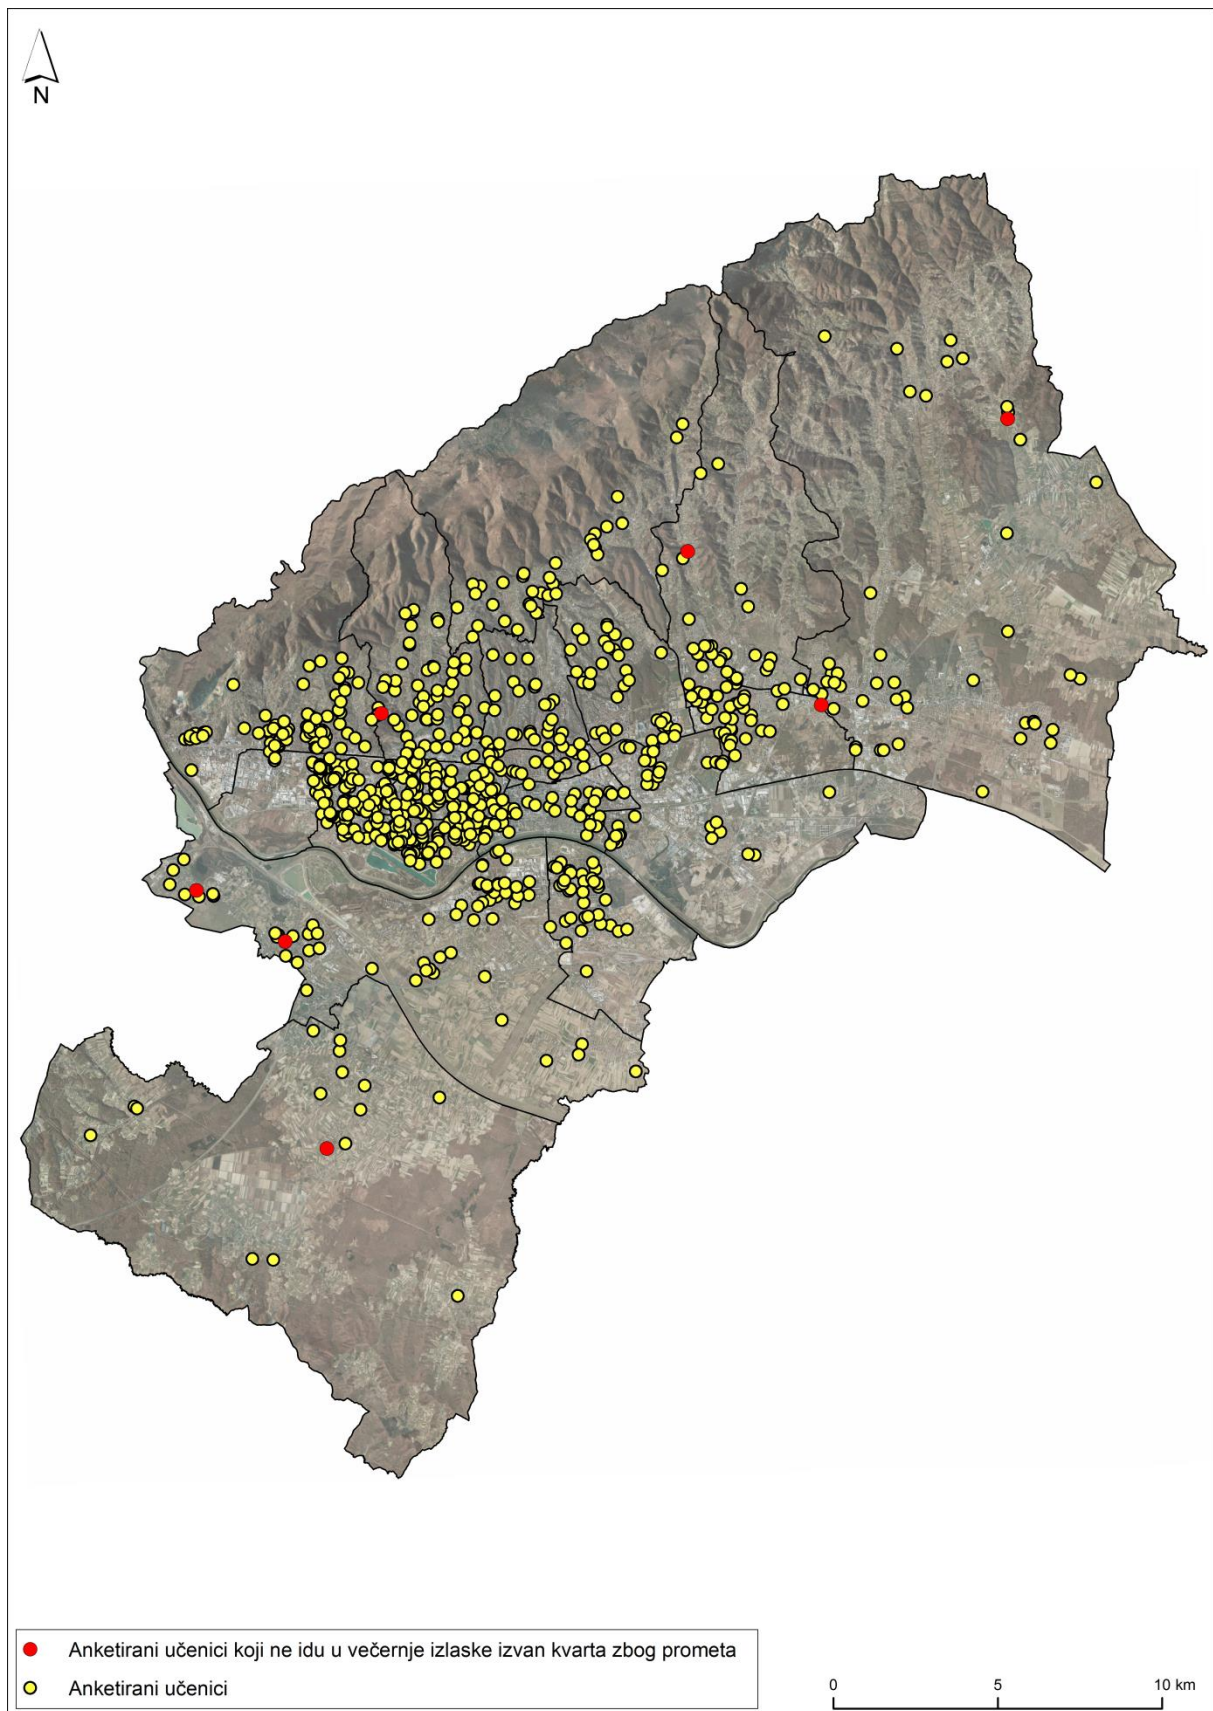 N
Anketirani učenici koji ne idu u večernje izlaske izvan kvarta zbog prometa
Anketirani učenici
0 5 10 km